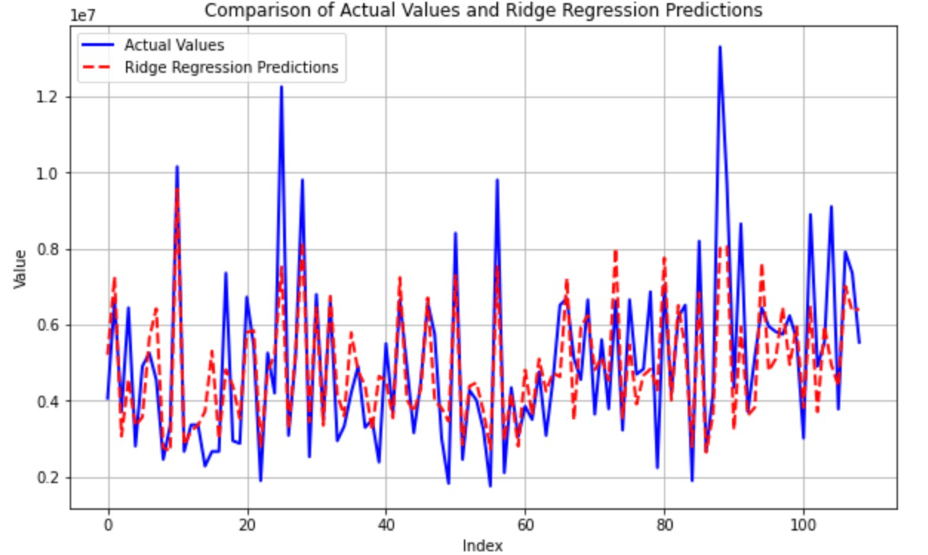 Comparison of Actual Values and Ridge Regression Predictions
1e7
Actual Values
Ridge Regression Predictions
1.2
1.0
0.8
0.6
0.4
0.2
Value
0 20 40 60 80 100
Index